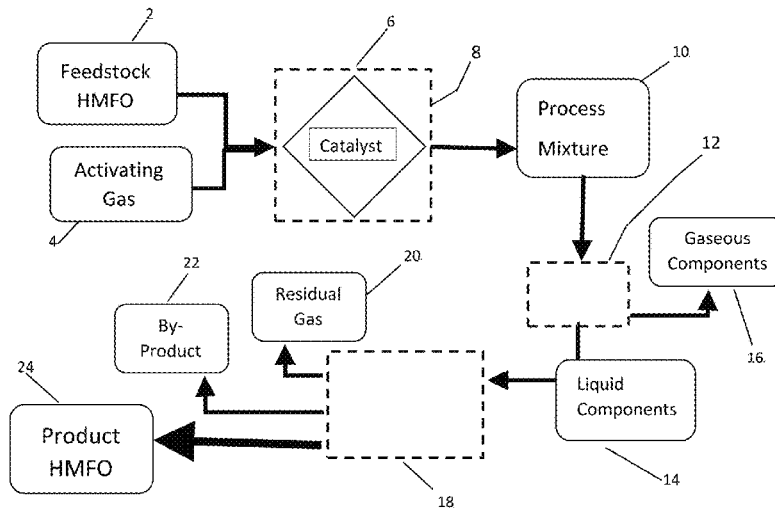 2
6
8
10
Feedstock
HMFO
Catalyst
Process
Mixture
Activating
Gas
4
12
Gaseous
Components
16
22
20
Residual
Gas
By-
Product
24
Product
HMFO
Liquid
Components
14
18